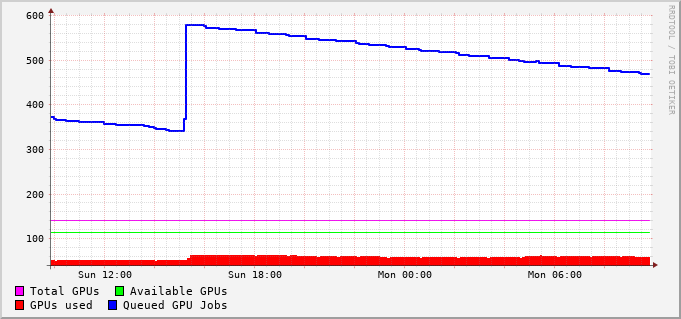 600
500
400
300
200
100
Sun 12:00 Sun 18:00 Mon 00:00 Mon 06:00
Total GPUs Available GPUs
GPUs used Queued GPU Jobs
RRDTOOL / TOBI OETIKER